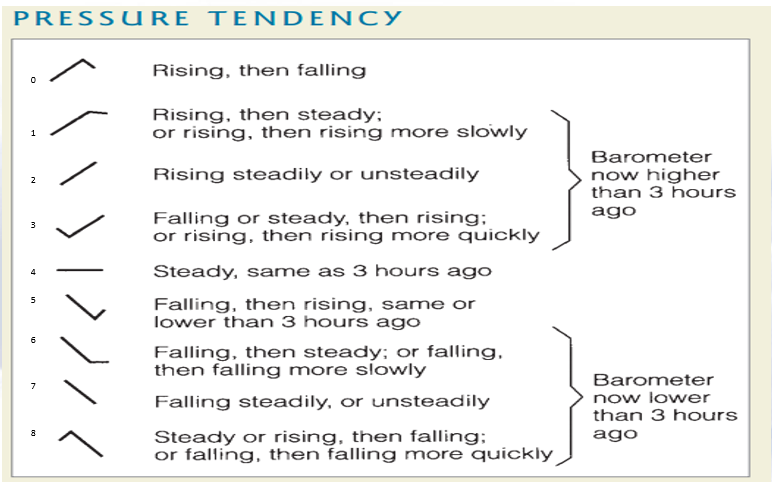 PRESSURE TENDENCY
0 Rising, then falling
1 Rising, then steady;
or rising, then rising more slowly
2 Rising steadily or unsteadily
3 Falling or steady, then rising;
or rising, then rising more quickly
Barometer
now higher
than 3 hours
ago
4 Steady, same as 3 hours ago
5 Falling, then rising, same or
lower than 3 hours ago
6 Falling, then steady; or falling,
then falling more slowly
7 Falling steadily, or unsteadily
8 Steady or rising, then falling;
or falling, then falling more quickly
Barometer
now lower
than 3 hours
ago